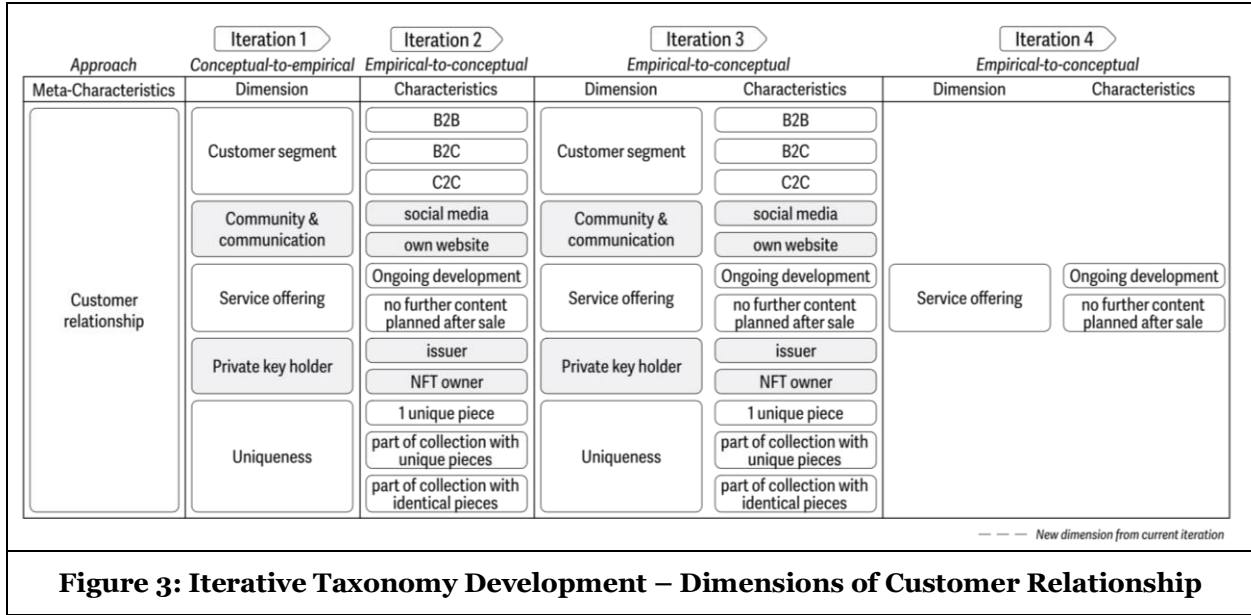 Iteration 1
Iteration 2
Iteration 3
Iteration 4
Approach
Conceptual-to-empirical
Empirical-to-conceptual
Empirical-to-conceptual
Empirical-to-conceptual
Meta-Characteristics
Dimension
Characteristics
Dimension
Characteristics
Dimension
Characteristics
Customer
relationship
Customer segment
B2B
B2C
C2C
Customer segment
B2B
B2C
C2C
Community &
communication
social media
own website
Community &
communication
social media
own website
Service offering
Ongoing development
no further content
planned after sale
Service offering
Ongoing development
no further content
planned after sale
Service offering
Ongoing development
no further content
planned after sale
Private key holder
issuer
NFT owner
Private key holder
issuer
NFT owner
Uniqueness
1 unique piece
part of collection with
unique pieces
part of collection with
identical pieces
Uniqueness
1 unique piece
part of collection with
unique pieces
part of collection with
identical pieces
New dimension from current iteration
Figure 3: Iterative Taxonomy Development – Dimensions of Customer Relationship